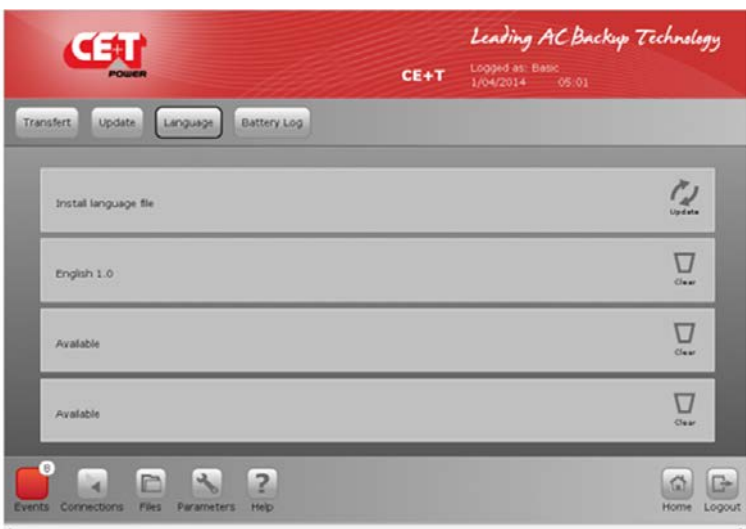 CE+T
POWER
Leading AC Backup Technology
CE+T
Logged as: Basic
1/04/2014 05:01
Transfert Update Language Battery Log
Install language file
Update
English 1.0
Clear
Available
Clear
Available
Clear
8
Events Connections Files Parameters Help Home Logout